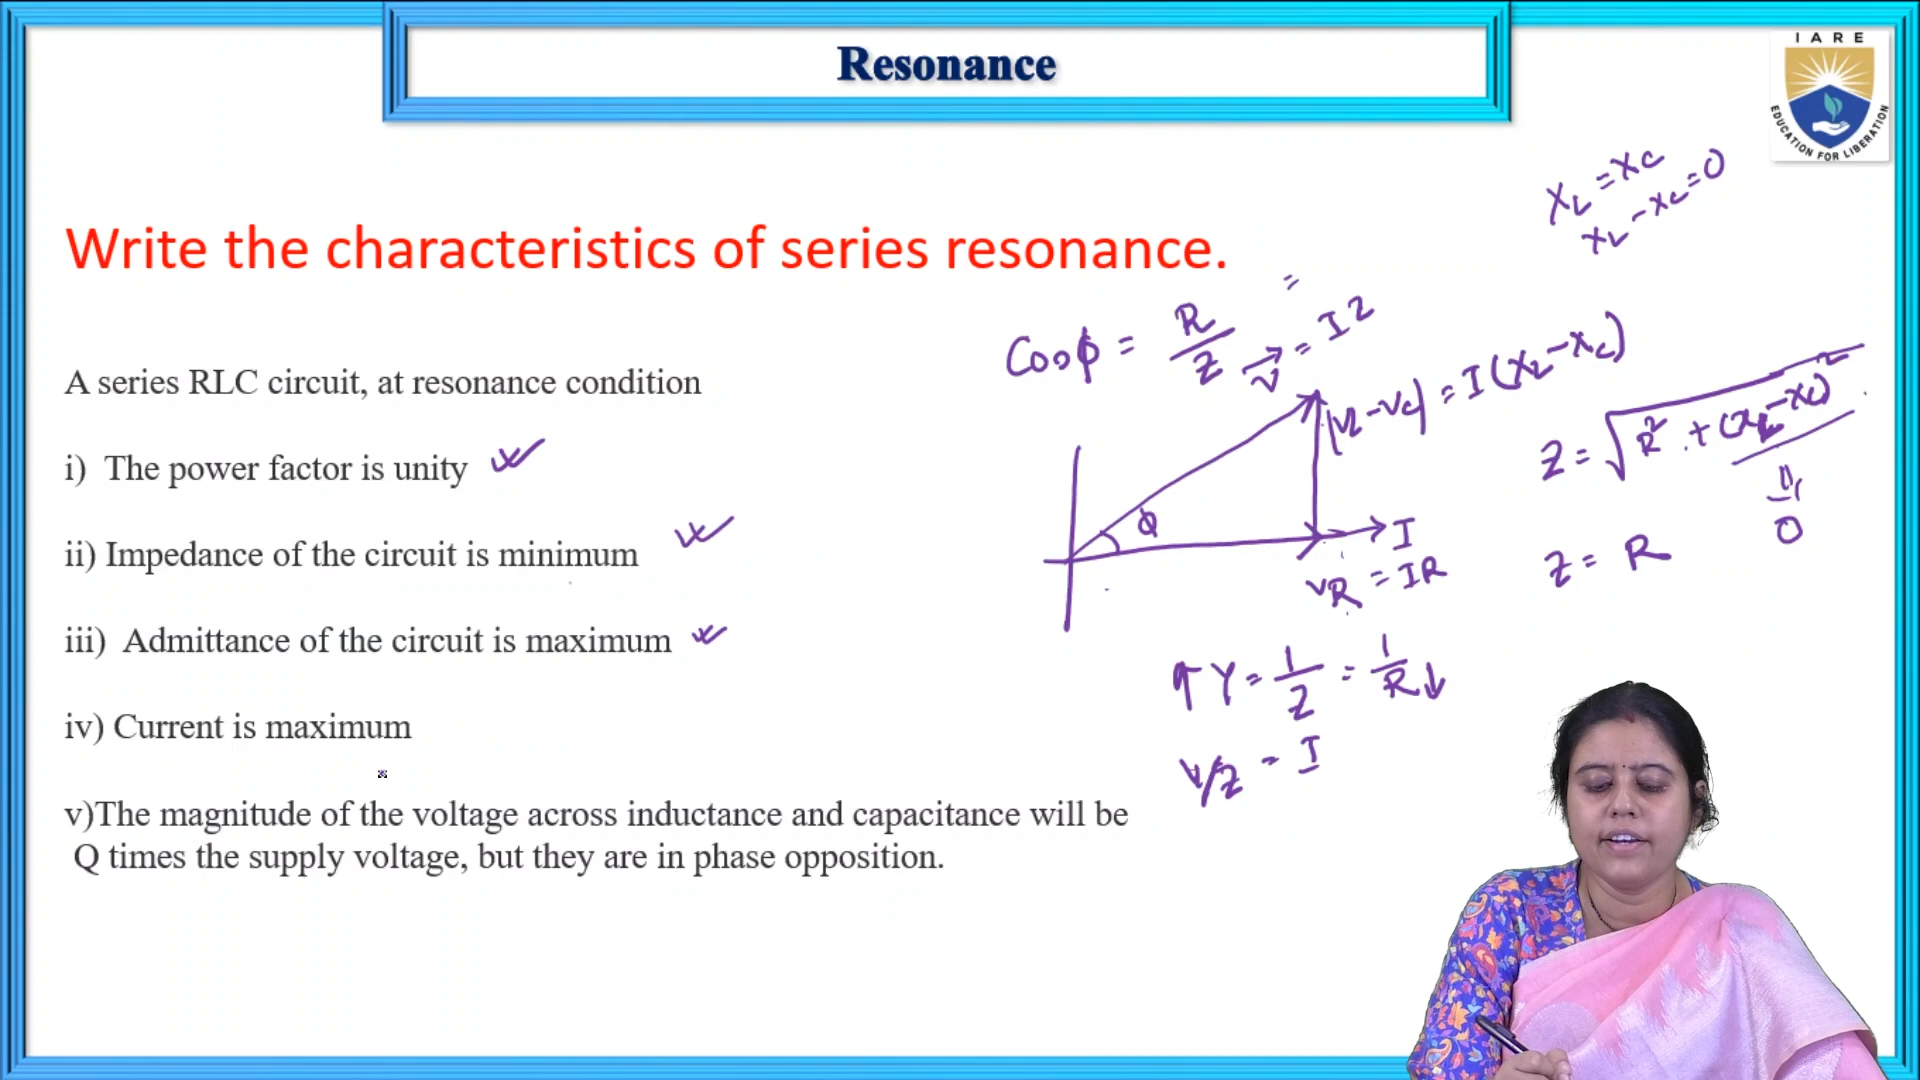 Resonance
I A R E
EDUCATION FOR LIBERATION
Write the characteristics of series resonance.
A series RLC circuit, at resonance condition
i) The power factor is unity
ii) Impedance of the circuit is minimum
iii) Admittance of the circuit is maximum
iv) Current is maximum
v)The magnitude of the voltage across inductance and capacitance will be
Q times the supply voltage, but they are in phase opposition.
XL = XC
XL - XC = 0
Cosϕ = R/Z
V = IZ
|VL - VC| = I(XL - XC)
ϕ
I
VR = IR
Z = √R² + (XL - XC)²
=
0
Z = R
↑ Y = 1/Z = 1/R ↓
V/Z = I